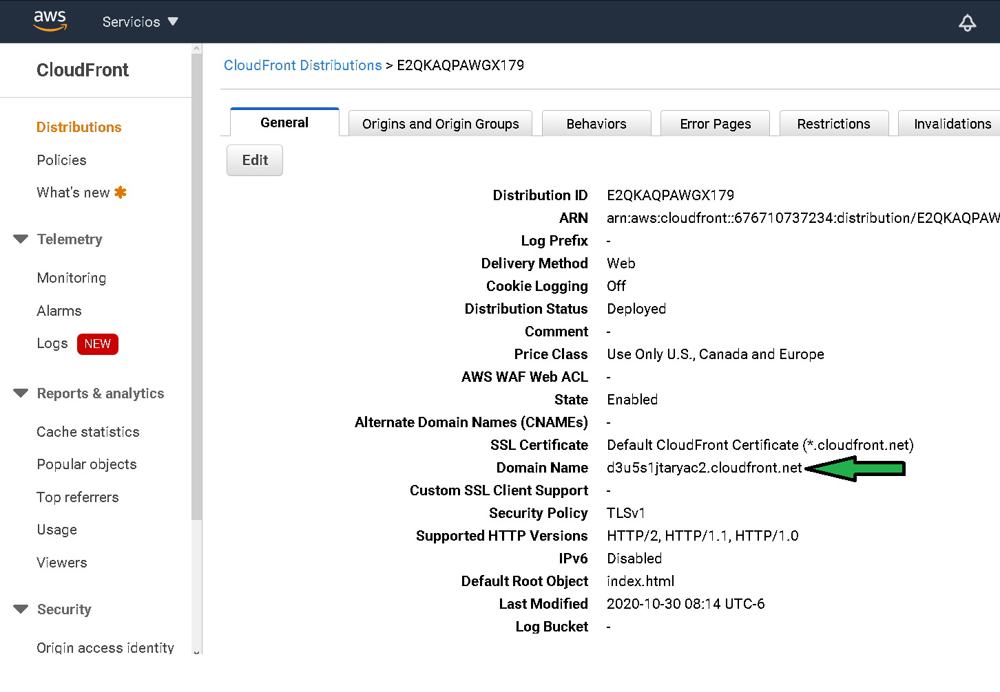 aws Servicios
CloudFront
Distributions
Policies
What's new
Telemetry
Monitoring
Alarms
Logs NEW
Reports & analytics
Cache statistics
Popular objects
Top referrers
Usage
Viewers
Security
Origin access identity
CloudFront Distributions > E2QKAQPAWGX179
General Origins and Origin Groups Behaviors Error Pages Restrictions Invalidations
Edit
Distribution ID E2QKAQPAWGX179
ARN arn:aws:cloudfront::676710737234:distribution/E2QKAQPAW
Log Prefix -
Delivery Method Web
Cookie Logging Off
Distribution Status Deployed
Comment -
Price Class Use Only U.S., Canada and Europe
AWS WAF Web ACL -
State Enabled
Alternate Domain Names (CNAMEs) -
SSL Certificate Default CloudFront Certificate (*.cloudfront.net)
Domain Name d3u5s1jtaryac2.cloudfront.net
Custom SSL Client Support -
Security Policy TLSv1
Supported HTTP Versions HTTP/2, HTTP/1.1, HTTP/1.0
IPv6 Disabled
Default Root Object index.html
Last Modified 2020-10-30 08:14 UTC-6
Log Bucket -